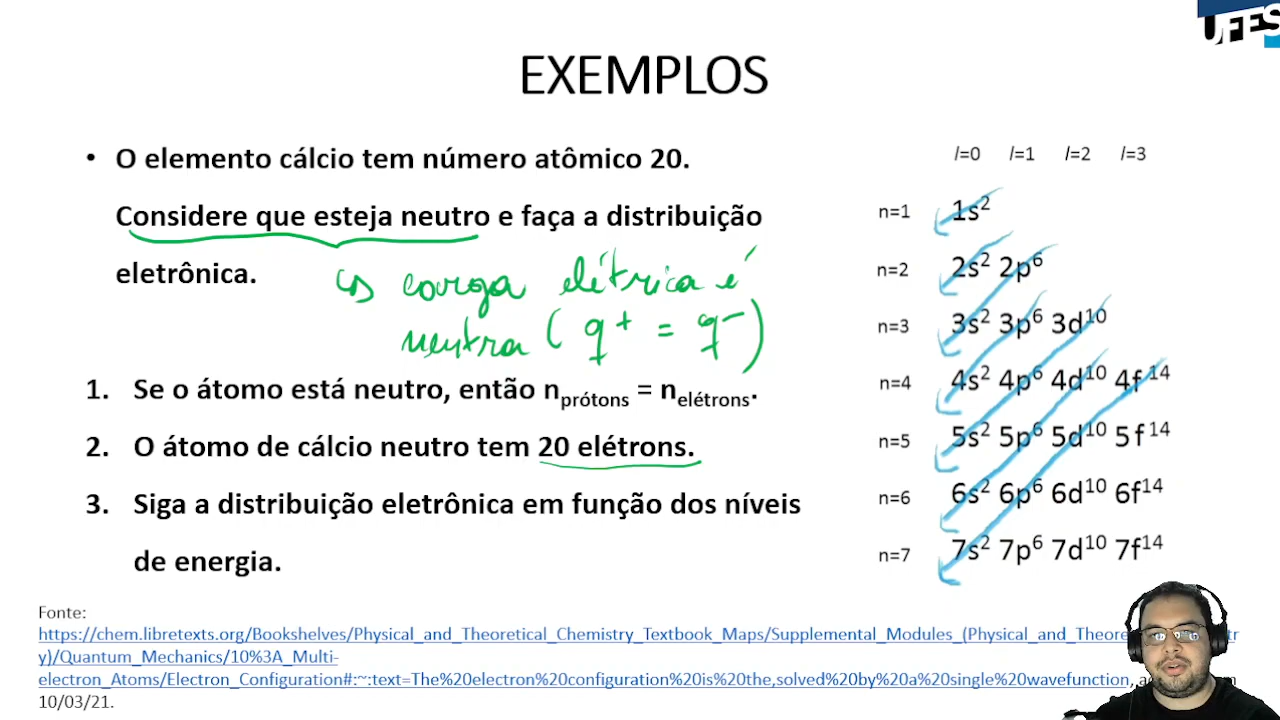 UFES
EXEMPLOS
• O elemento cálcio tem número atômico 20.
Considere que esteja neutro e faça a distribuição
eletrônica.
↳ carga elétrica é
neutra ( q+ = q- )
1. Se o átomo está neutro, então nprótons = nelétrons.
2. O átomo de cálcio neutro tem 20 elétrons.
3. Siga a distribuição eletrônica em função dos níveis
de energia.
l=0 l=1 l=2 l=3
n=1 1s² 
n=2 2s² 2p⁶
n=3 3s² 3p⁶ 3d¹⁰
n=4 4s² 4p⁶ 4d¹⁰ 4f¹⁴
n=5 5s² 5p⁶ 5d¹⁰ 5f¹⁴
n=6 6s² 6p⁶ 6d¹⁰ 6f¹⁴
n=7 7s² 7p⁶ 7d¹⁰ 7f¹⁴
Fonte:
https://chem.libretexts.org/Bookshelves/Physical_and_Theoretical_Chemistry_Textbook_Maps/Supplemental_Modules_(Physical_and_Theore
y)/Quantum_Mechanics/10%3A_Multi-
electron_Atoms/Electron_Configuration#:~:text=The%20electron%20configuration%20is%20the,solved%20by%20a%20single%20wavefunction,
10/03/21.